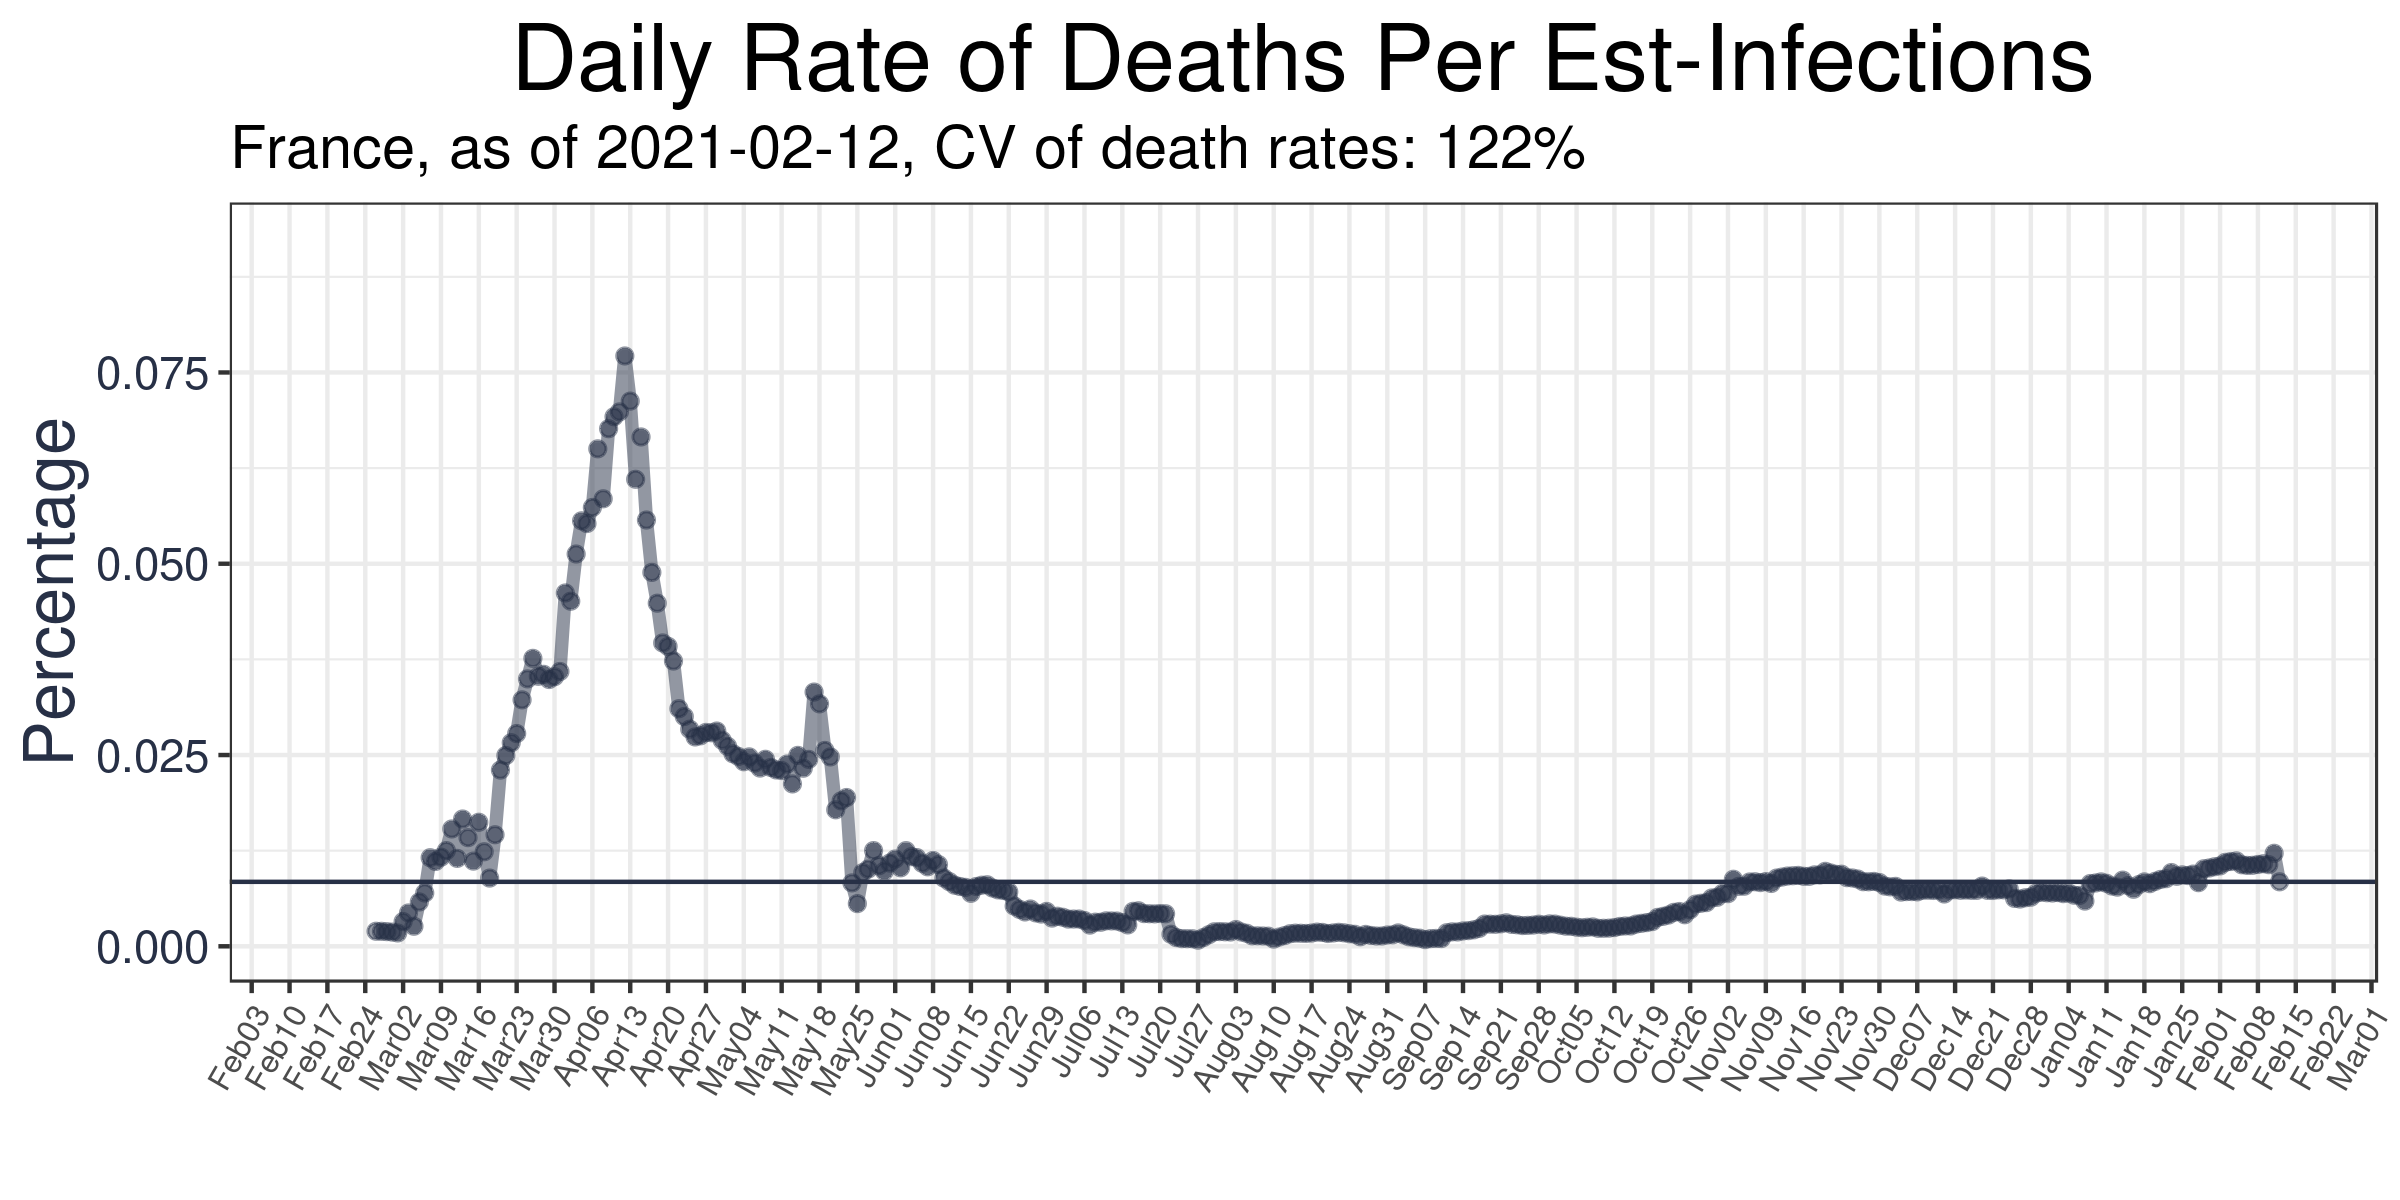 Daily Rate of Deaths Per Est-Infections
France, as of 2021-02-12, CV of death rates: 122%
Percentage
0.075
0.050
0.025
0.000
Feb03 Feb10 Feb17 Feb24 Mar02 Mar09 Mar16 Mar23 Mar30 Apr06 Apr13 Apr20 Apr27 May04 May11 May18 May25 Jun01 Jun08 Jun15 Jun22 Jun29 Jul06 Jul13 Jul20 Jul27 Aug03 Aug10 Aug17 Aug24 Aug31 Sep07 Sep14 Sep21 Sep28 Oct05 Oct12 Oct19 Oct26 Nov02 Nov09 Nov16 Nov23 Nov30 Dec07 Dec14 Dec21 Dec28 Jan04 Jan11 Jan18 Jan25 Feb01 Feb08 Feb15 Feb22 Mar01